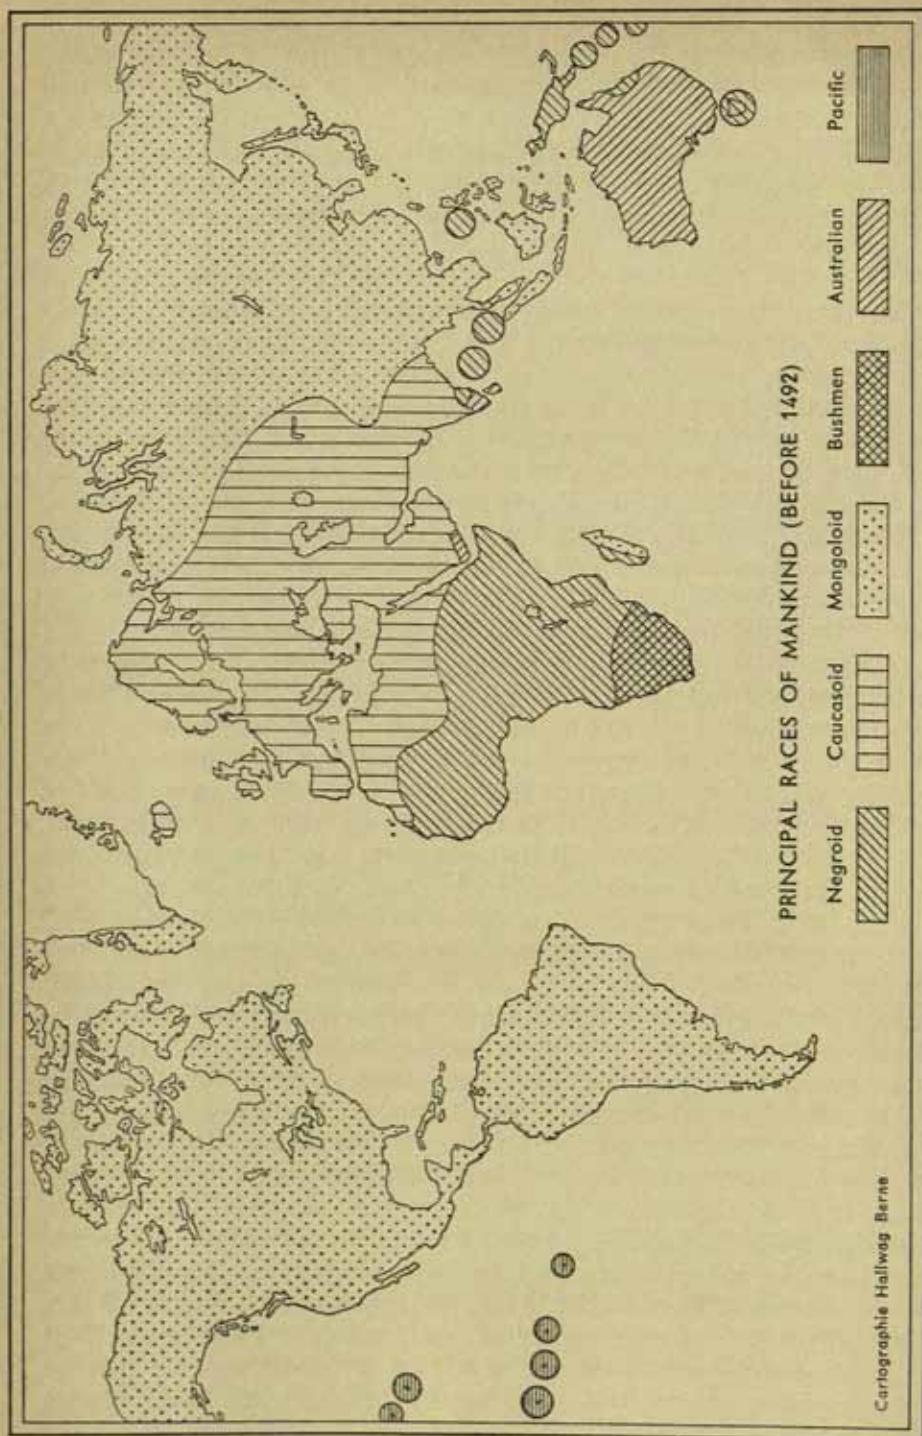 PRINCIPAL RACES OF MANKIND (BEFORE 1492)
Negroid
Caucasoid
Mongoloid
Bushmen
Australian
Pacific
Cartographie Hallwag Berne